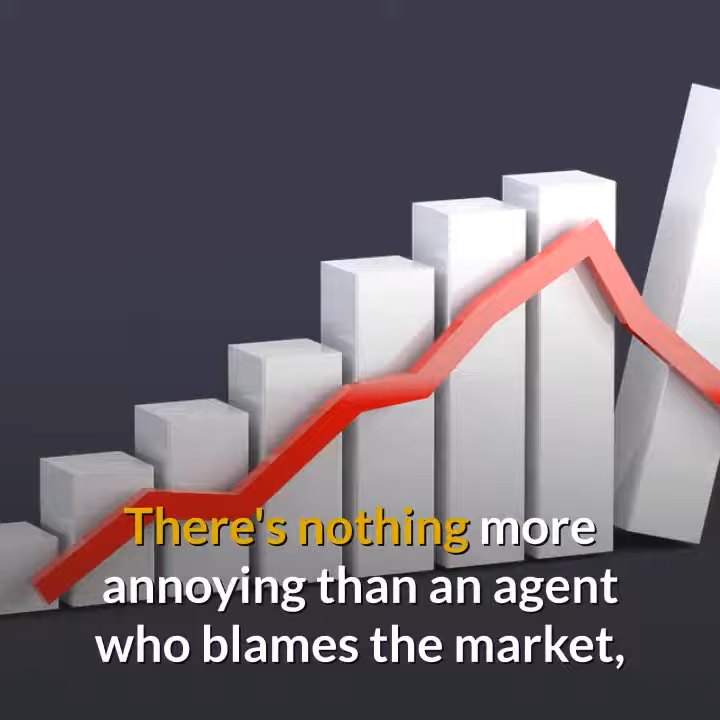 There's nothing more
annoying than an agent
who blames the market,